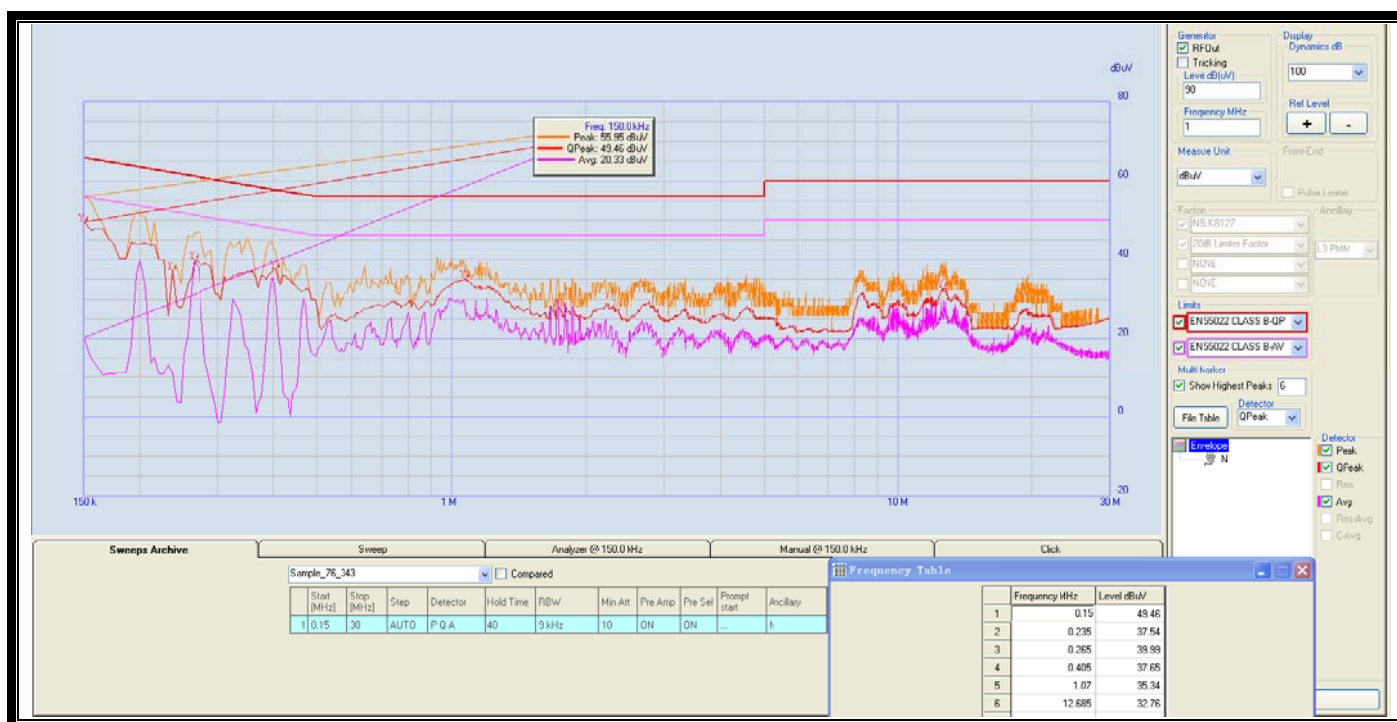 dBuV
80
60
40
20
0
-20
150 k
1 M
10 M
30 M
Freq: 150.0 kHz
Peak: 55.95 dBuV
QPeak: 49.46 dBuV
Avg: 20.33 dBuV
Generator
RFOut
Tracking
Level dB(uV)
90
Frequency MHz
1
Display
Dynamics dB
100
Ref Level
+ -
Measure Unit
dBuV
Front-End
Pulse Limiter
Factor
NSLK8127
20dB Limiter Factor
NONE
NONE
Ancillary
L3 PMM
Limits
EN55022 CLASS B-QP
EN55022 CLASS B-AV
Multi Marker
Show Highest Peaks 6
File Table
Detector
QPeak
Envelope
N
Detector
Peak
QPeak
Rms
Avg
Rms-Avg
C-Avg
Sweeps Archive Sweep Analyzer @ 150.0 kHz Manual @ 150.0 kHz Click
Sample_76_343 Compared
Start [MHz] Stop [MHz] Step Detector Hold Time RBW Min Att Pre Amp Pre Sel Prompt start Ancillary
1 0.15 30 AUTO P Q A 40 9 kHz 10 ON ON ... N
Frequency Table
Frequency MHz Level dBuV
1 0.15 49.46
2 0.235 37.54
3 0.265 39.99
4 0.405 37.65
5 1.07 35.34
6 12.685 32.76